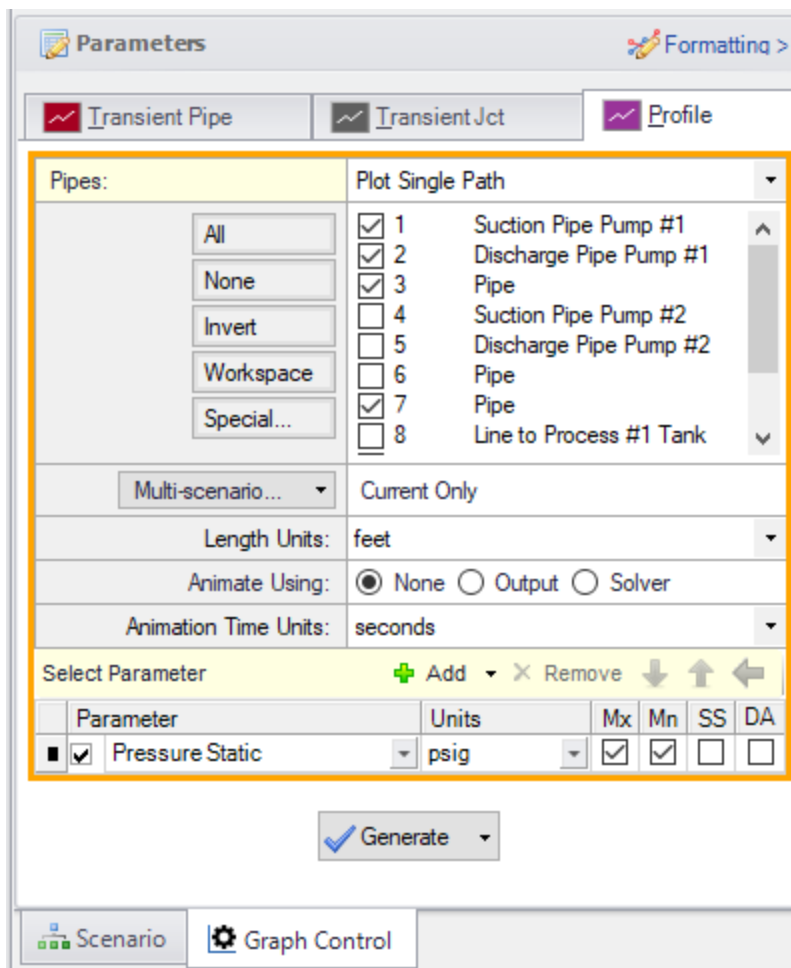 Parameters
Formatting >
Transient Pipe
Transient Jct
Profile
Pipes:
Plot Single Path
All
None
Invert
Workspace
Special...
1 Suction Pipe Pump #1
2 Discharge Pipe Pump #1
3 Pipe
4 Suction Pipe Pump #2
5 Discharge Pipe Pump #2
6 Pipe
7 Pipe
8 Line to Process #1 Tank
Multi-scenario...
Current Only
Length Units:
feet
Animate Using:
None Output Solver
Animation Time Units:
seconds
Select Parameter Add Remove
Parameter Units Mx Mn SS DA
Pressure Static psig
Generate
Scenario
Graph Control